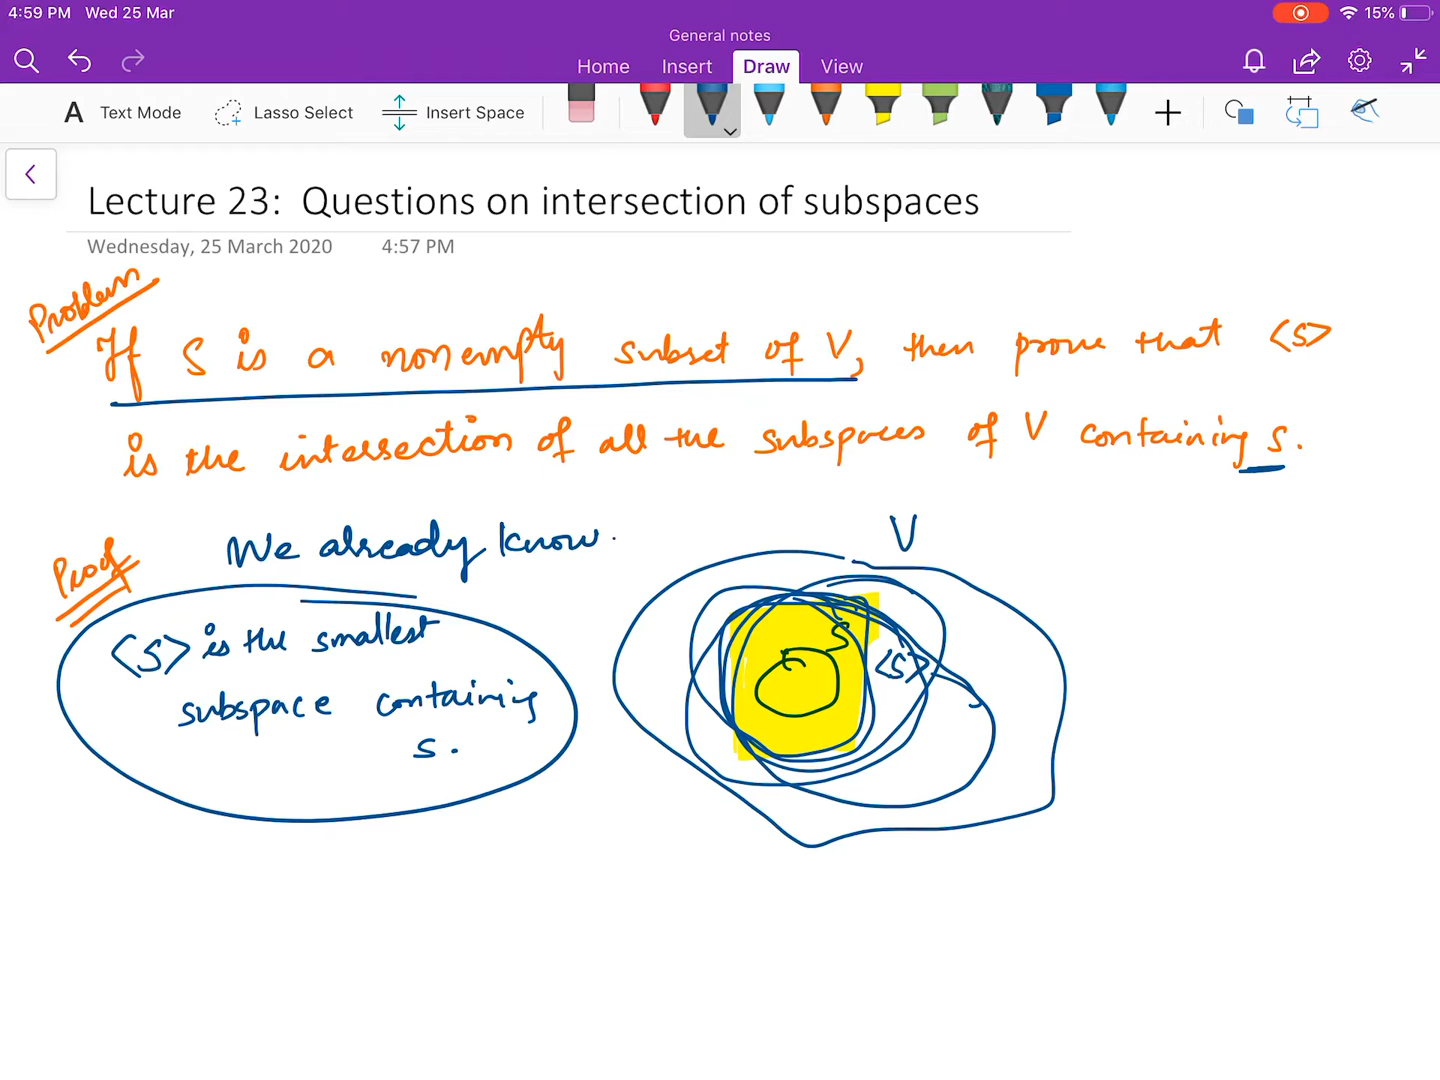 4:59 PM Wed 25 Mar
15%
General notes
Home Insert Draw View
A Text Mode Lasso Select Insert Space
Lecture 23: Questions on intersection of subspaces
Wednesday, 25 March 2020 4:57 PM
Problem
If S is a nonempty subset of V, then prove that <S>
is the intersection of all the subspaces of V containing S.
Proof
We already know.
V
<S> is the smallest
subspace containing
S.
S
<S>